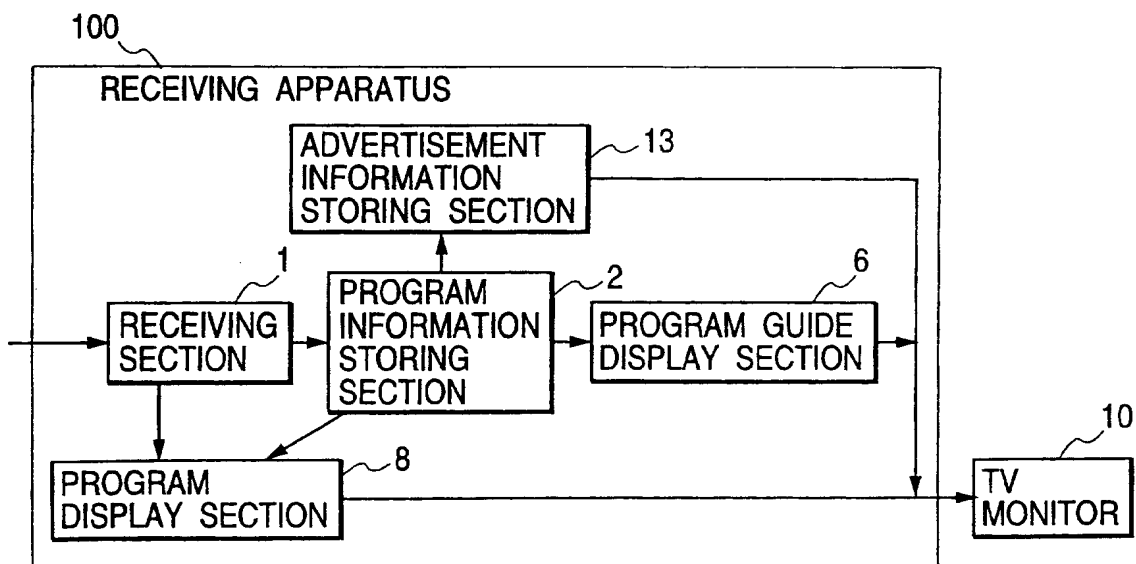 100
RECEIVING APPARATUS
ADVERTISEMENT
INFORMATION
STORING SECTION
13
1
RECEIVING
SECTION
PROGRAM
INFORMATION
STORING
SECTION
2
PROGRAM GUIDE
DISPLAY SECTION
6
PROGRAM
DISPLAY SECTION
8
10
TV
MONITOR